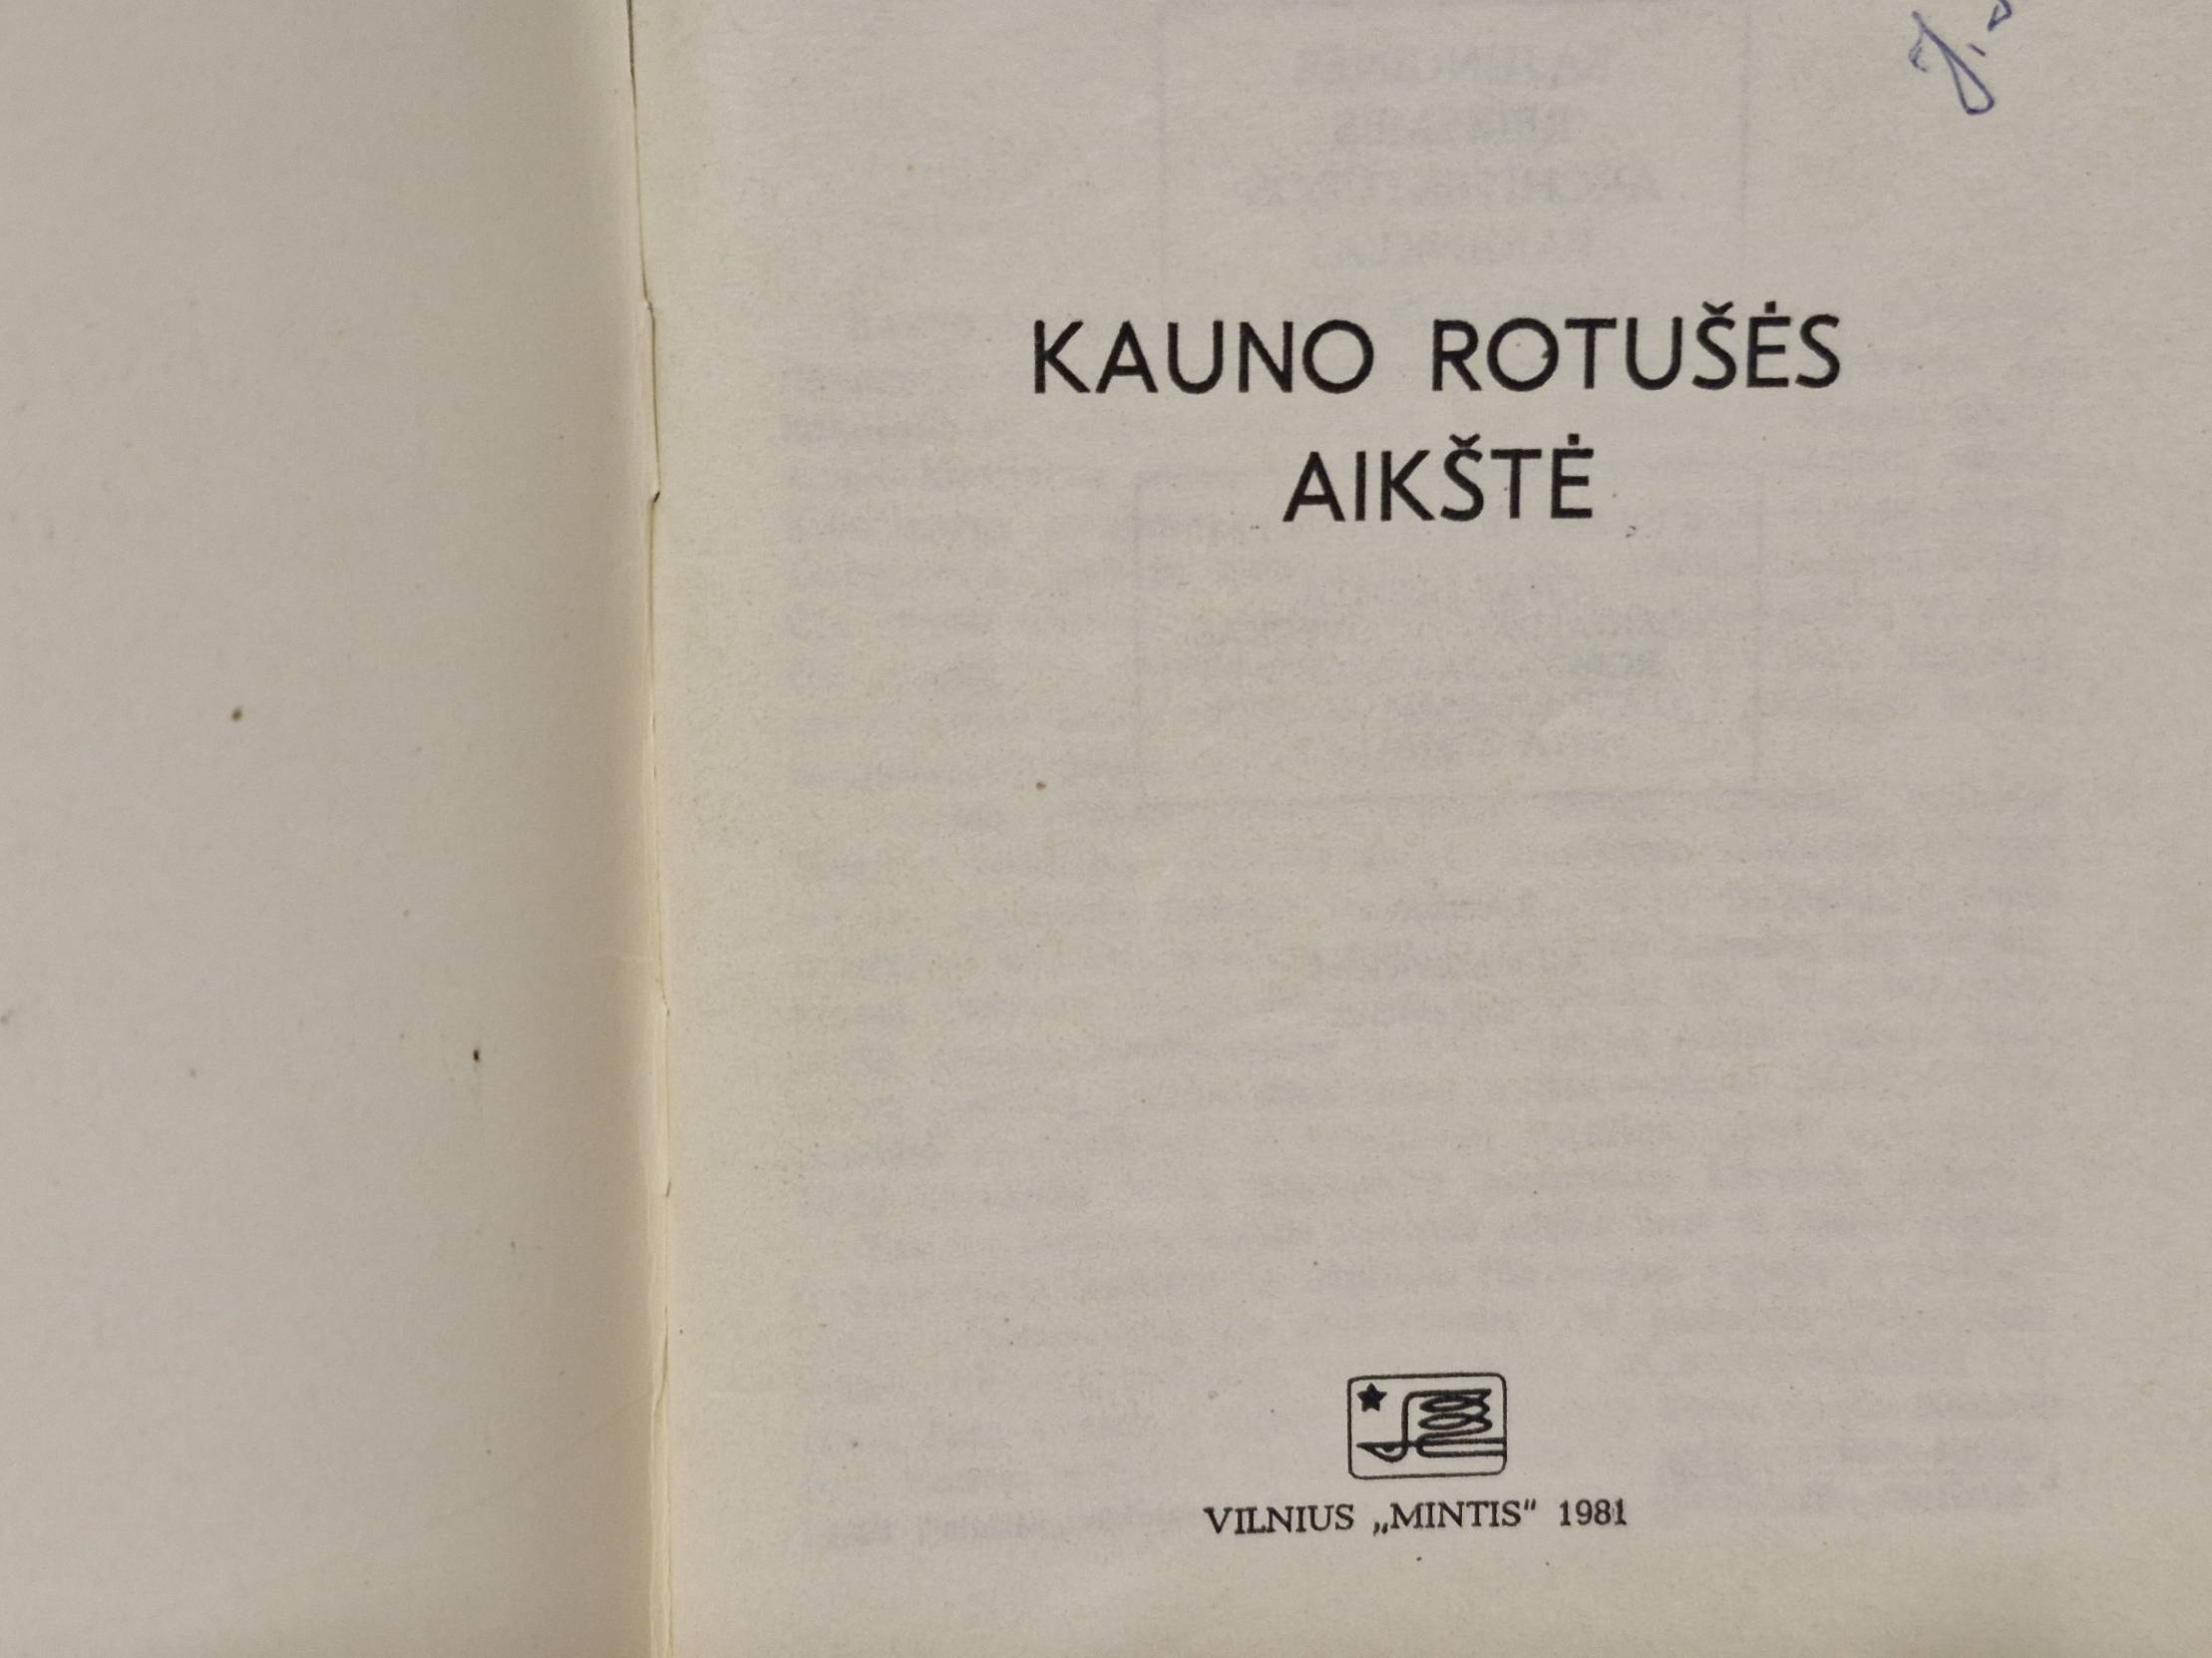 KAUNO ROTUŠĖS
AIKŠTĖ
VILNIUS „MINTIS“ 1981